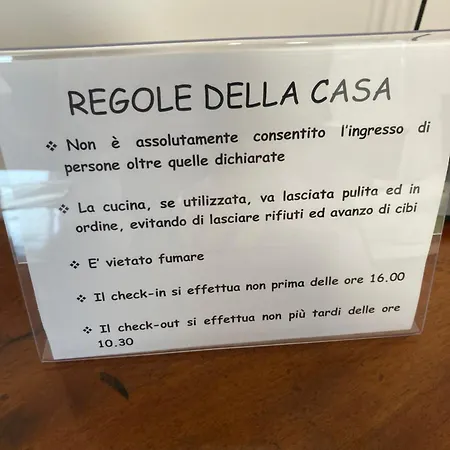 REGOLE DELLA CASA
❖ Non è assolutamente consentito l'ingresso di
persone oltre quelle dichiarate
❖ La cucina, se utilizzata, va lasciata pulita ed in
ordine, evitando di lasciare rifiuti ed avanzo di cibi
❖ E' vietato fumare
❖ Il check-in si effettua non prima delle ore 16.00
❖ Il check-out si effettua non più tardi delle ore
10.30